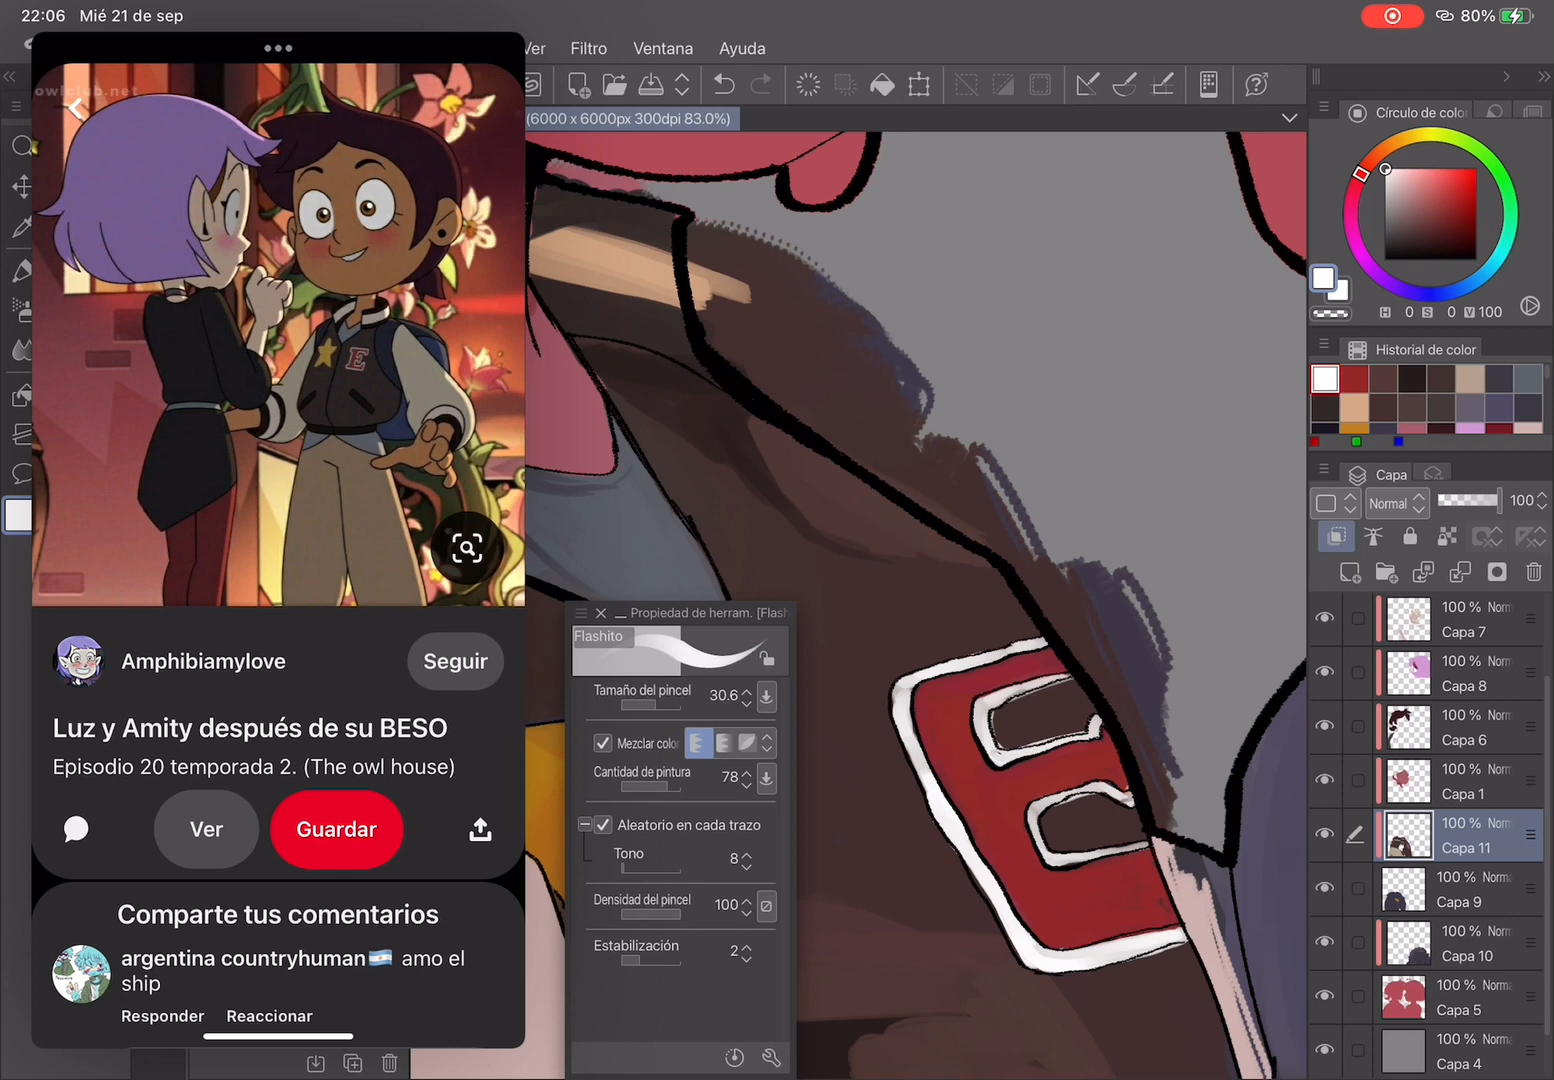 22:06 Mié 21 de sep
80%
owlclub.net
Ver Filtro Ventana Ayuda
(6000 x 6000px 300dpi 83.0%)
E
Amphibiamylove
Seguir
Luz y Amity después de su BESO
Episodio 20 temporada 2. (The owl house)
Ver
Guardar
Comparte tus comentarios
argentina countryhuman🇦🇷 amo el
ship
Responder Reaccionar
Propiedad de herram. [Flash
Flashito
Tamaño del pincel 30.6
Mezclar colo
Cantidad de pintura 78
Aleatorio en cada trazo
Tono 8
Densidad del pincel 100
Estabilización 2
E
Círculo de color
H 0 S 0 V 100
Historial de color
Capa
Normal 100
100 % Norm
Capa 7
100 % Norm
Capa 8
100 % Norm
Capa 6
100 % Norm
Capa 1
100 % Norm
Capa 11
100 % Norma
Capa 9
100 % Norm
Capa 10
100 % Norma
Capa 5
100 % Norma
Capa 4